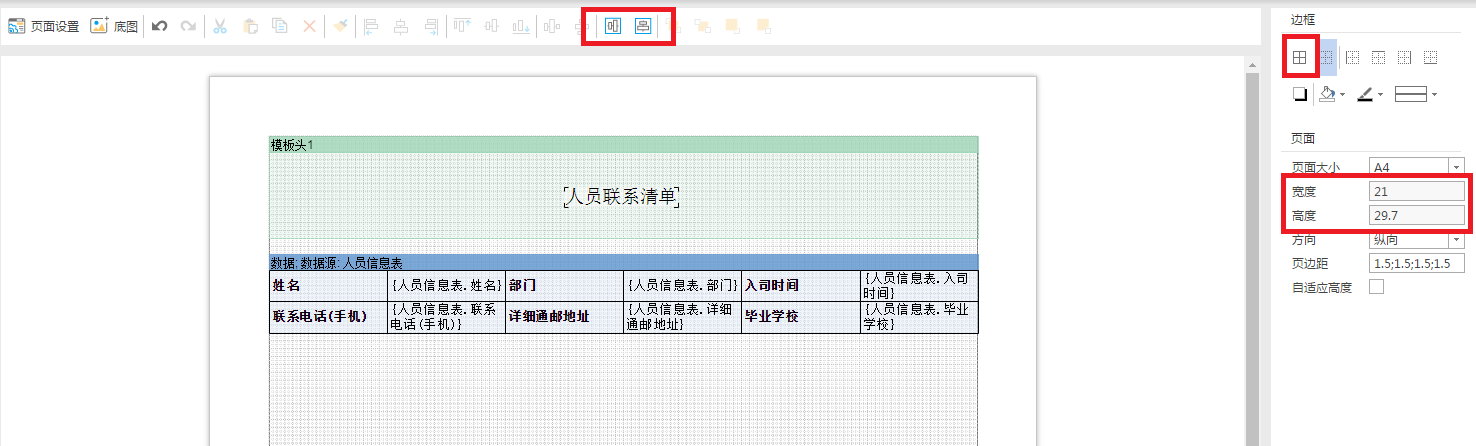 页面设置 底图
边框
页面
页面大小 A4
宽度 21
高度 29.7
方向 纵向
页边距 1.5;1.5;1.5;1.5
自适应高度
模板头1
人员联系清单
数据: 数据源: 人员信息表
姓名 {人员信息表.姓名} 部门 {人员信息表.部门} 入司时间 {人员信息表.入司
时间}
联系电话(手机) {人员信息表.联系 详细通邮地址 {人员信息表.详细 毕业学校 {人员信息表.毕业
电话(手机)} 通邮地址} 学校}